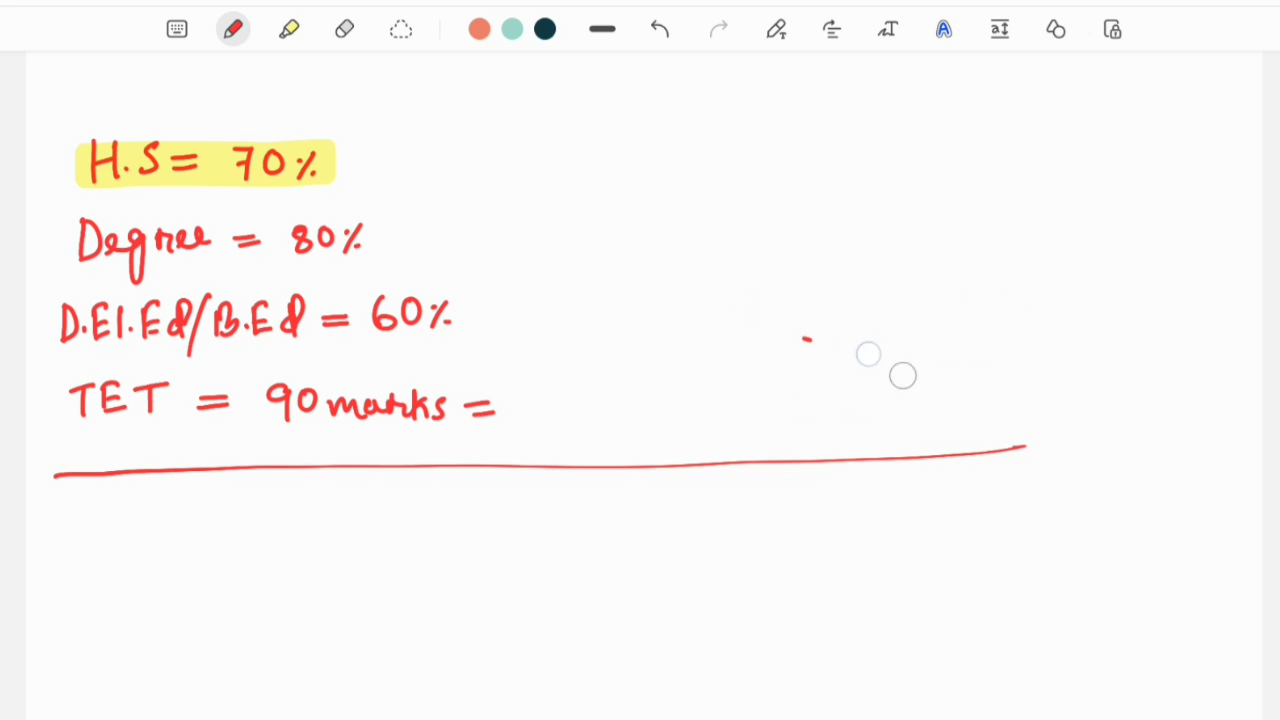 H.S = 70%
Degree = 80%
D.El.Ed/B.Ed = 60%
TET = 90 marks =